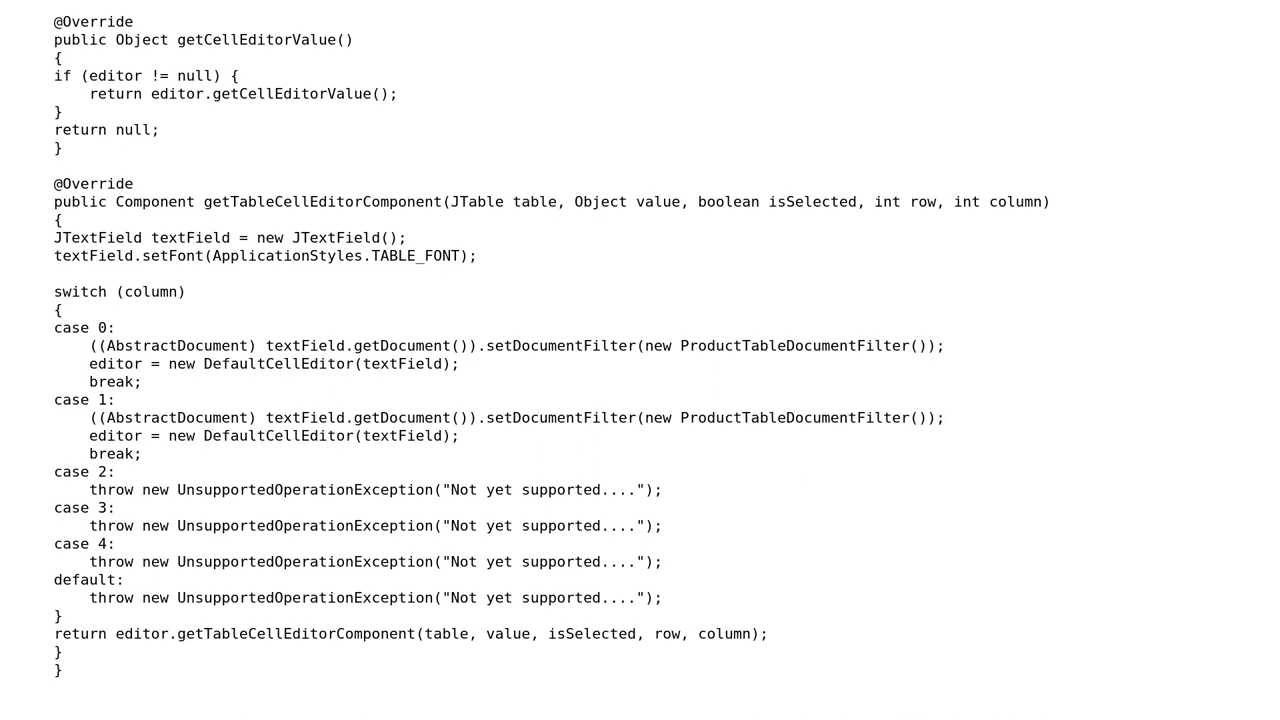 @Override
public Object getCellEditorValue()
{
if (editor != null) {
    return editor.getCellEditorValue();
}
return null;
}

@Override
public Component getTableCellEditorComponent(JTable table, Object value, boolean isSelected, int row, int column)
{
JTextField textField = new JTextField();
textField.setFont(ApplicationStyles.TABLE_FONT);

switch (column)
{
case 0:
    ((AbstractDocument) textField.getDocument()).setDocumentFilter(new ProductTableDocumentFilter());
    editor = new DefaultCellEditor(textField);
    break;
case 1:
    ((AbstractDocument) textField.getDocument()).setDocumentFilter(new ProductTableDocumentFilter());
    editor = new DefaultCellEditor(textField);
    break;
case 2:
    throw new UnsupportedOperationException("Not yet supported....");
case 3:
    throw new UnsupportedOperationException("Not yet supported....");
case 4:
    throw new UnsupportedOperationException("Not yet supported....");
default:
    throw new UnsupportedOperationException("Not yet supported....");
}
return editor.getTableCellEditorComponent(table, value, isSelected, row, column);
}
}